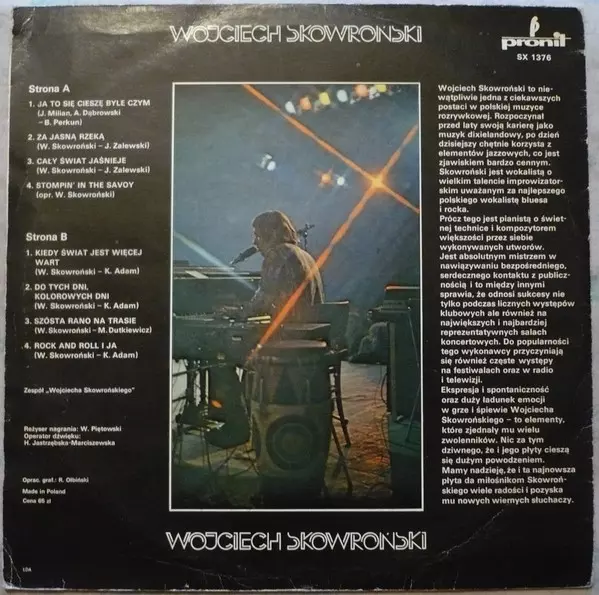 WOJCIECH SKOWROŃSKI
pronit
SX 1376
Strona A
1. JA TO SIĘ CIESZĘ BYLE CZYM
(J. Milian, A. Dąbrowski
– B. Perkun)
2. ZA JASNĄ RZEKĄ
(W. Skowroński – J. Zalewski)
3. CAŁY ŚWIAT JAŚNIEJE
(W. Skowroński – J. Zalewski)
4. STOMPIN' IN THE SAVOY
(opr. W. Skowroński)
Strona B
1. KIEDY ŚWIAT JEST WIĘCEJ
WART
(W. Skowroński – K. Adam)
2. DO TYCH DNI,
KOLOROWYCH DNI
(W. Skowroński – K. Adam)
3. SZÓSTA RANO NA TRASIE
(W. Skowroński – M. Dutkiewicz)
4. ROCK AND ROLL I JA
(W. Skowroński – K. Adam)
Zespół „Wojciecha Skowrońskiego"
Reżyser nagrania: W. Piętowski
Operator dźwięku:
H. Jastrzębska-Marciszewska
Oprac. graf.: R. Olbiński
Made in Poland
Cena 65 zł
Wojciech Skowroński to nie-
wątpliwie jedna z ciekawszych
postaci w polskiej muzyce
rozrywkowej. Rozpoczynał
przed laty swoją karierę jako
muzyk dixielandowy, po dzień
dzisiejszy chętnie korzysta z
elementów jazzowych, co jest
zjawiskiem bardzo cennym.
Skowroński jest wokalistą o
wielkim talencie improwizator-
skim uważanym za najlepszego
polskiego wokalistę bluesa
i rocka.
Prócz tego jest pianistą o świet-
nej technice i kompozytorem
większości przez siebie
wykonywanych utworów.
Jest absolutnym mistrzem w
nawiązywaniu bezpośredniego,
serdecznego kontaktu z publicz-
nością i to między innymi
sprawia, że odnosi sukcesy nie
tylko podczas licznych występów
klubowych ale również na
największych i najbardziej
reprezentatywnych salach
koncertowych. Do popularności
tego wykonawcy przyczyniają
się również częste występy
na festiwalach oraz w radio
i telewizji.
Ekspresja i spontaniczność
oraz duży ładunek emocji
w grze i śpiewie Wojciecha
Skowrońskiego – to elementy,
które zjednały mu wielu
zwolenników. Nic za tym
dziwnego, że i jego płyty cieszą
się dużym powodzeniem.
Mamy nadzieję, że i ta najnowsza
płyta da miłośnikom Skowroń-
skiego wiele radości i pozyska
mu nowych wiernych słuchaczy.
WOJCIECH SKOWROŃSKI